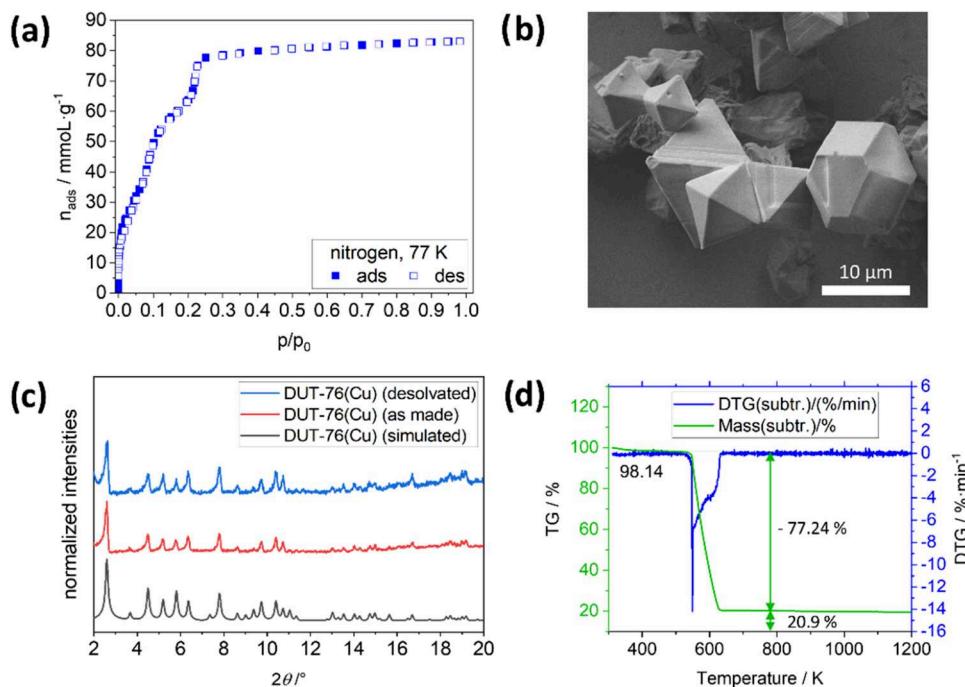 (a)
90
80
70
60
50
40
30
20
10
0
n_ads / mmoL·g⁻¹
nitrogen, 77 K
ads des
0.0 0.1 0.2 0.3 0.4 0.5 0.6 0.7 0.8 0.9 1.0
p/p₀
(b)
10 µm
(c)
normalized intensities
DUT-76(Cu) (desolvated)
DUT-76(Cu) (as made)
DUT-76(Cu) (simulated)
2 4 6 8 10 12 14 16 18 20
2θ /°
(d)
TG / %
120
100
80
60
40
20
DTG(subtr.)/(%/min)
Mass(subtr.)/%
98.14
- 77.24 %
20.9 %
6
4
2
0
-2
-4
-6
-8
-10
-12
-14
-16
DTG / %·min⁻¹
400 600 800 1000 1200
Temperature / K